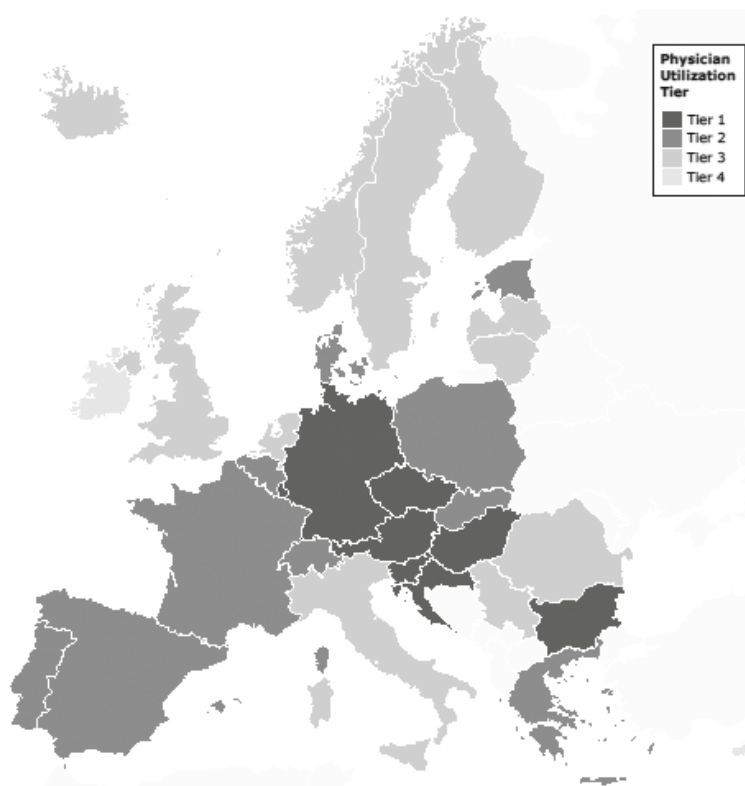 Physician
Utilization
Tier
Tier 1
Tier 2
Tier 3
Tier 4